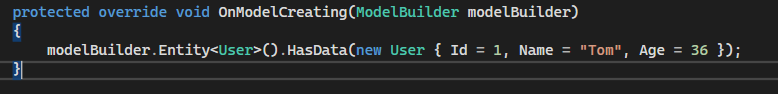 protected override void OnModelCreating(ModelBuilder modelBuilder)
{
    modelBuilder.Entity<User>().HasData(new User { Id = 1, Name = "Tom", Age = 36 });
}